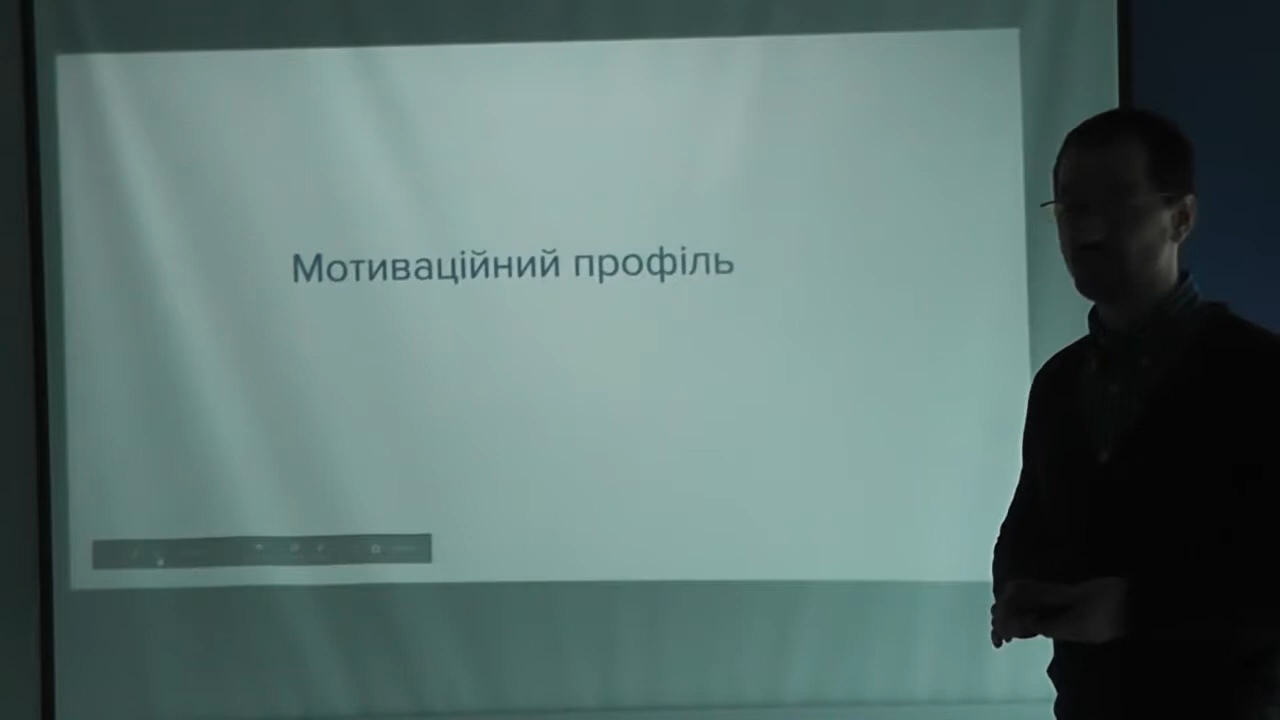 Мотиваційний профіль